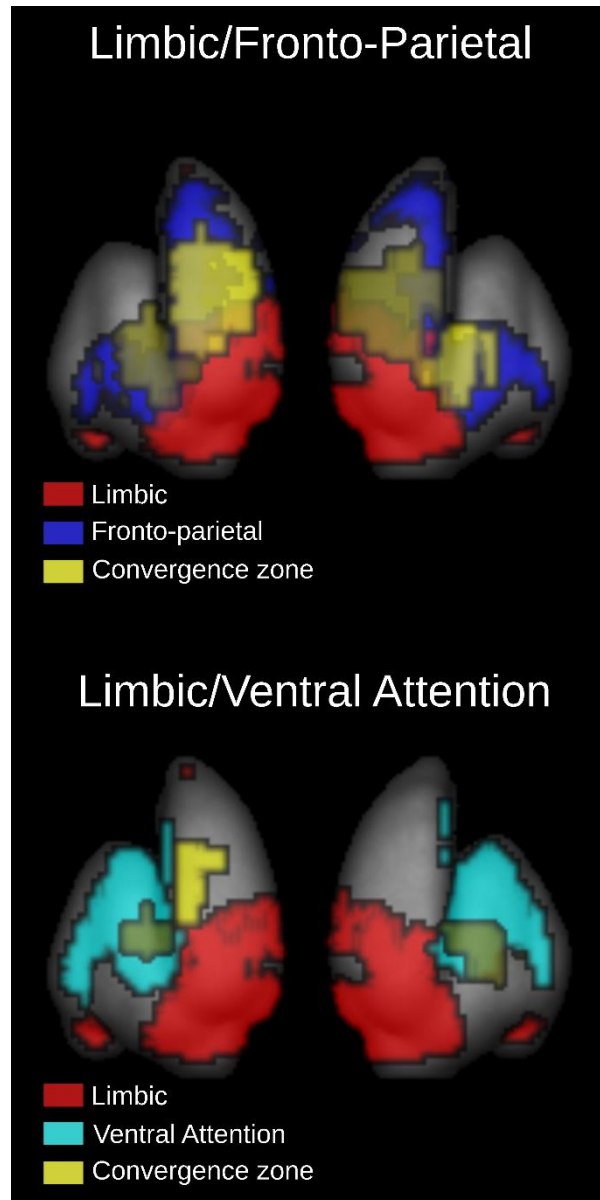 Limbic/Fronto-Parietal
Limbic
Fronto-parietal
Convergence zone
Limbic/Ventral Attention
Limbic
Ventral Attention
Convergence zone